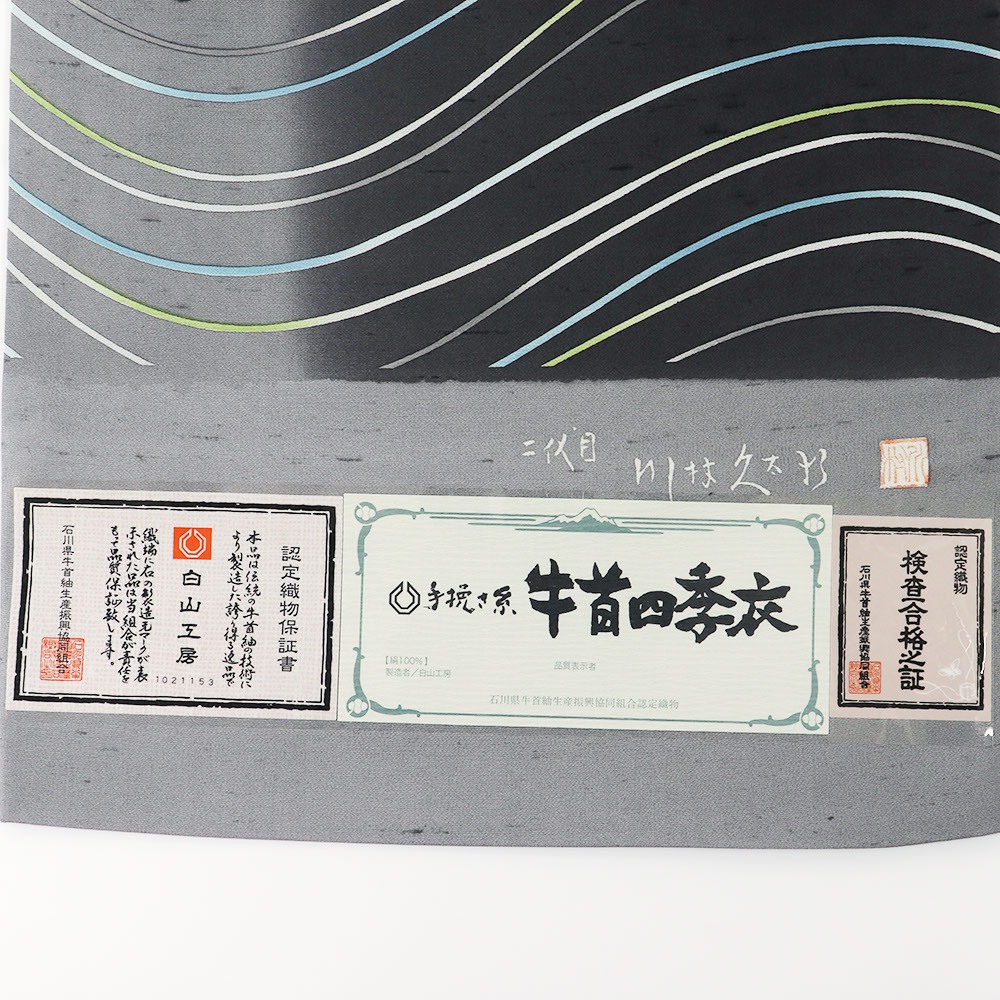 二代目 川村久太郎
認定織物保証書
本品は伝統の牛首紬の技術に
より製造した誇り得る逸品で
白山工房
織端に右の製造元マークが表
示された品は当組合が責任を
もって品質保証致します。
石川県牛首紬生産振興協同組合
1021153
手挽き糸 牛首四季衣
【絹100%】
製造者/白山工房
品質表示者
石川県牛首紬生産振興協同組合認定織物
認定織物
検査合格之証
石川県牛首紬生産振興協同組合